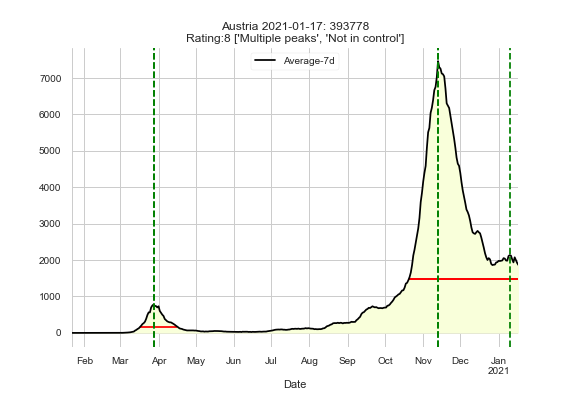 Austria 2021-01-17: 393778
Rating:8 ['Multiple peaks', 'Not in control']
Average-7d
7000
6000
5000
4000
3000
2000
1000
0
Feb Mar Apr May Jun Jul Aug Sep Oct Nov Dec Jan
2021
Date